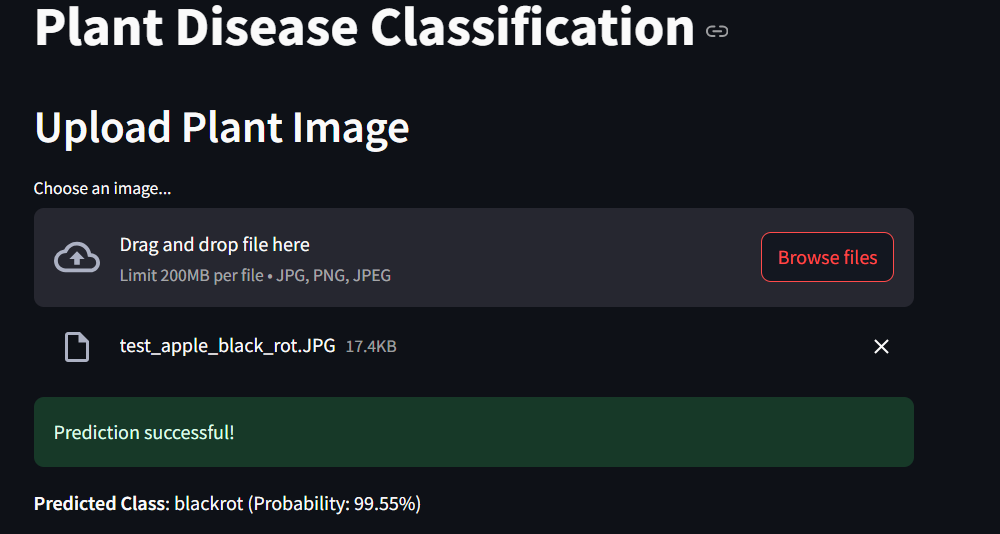 Plant Disease Classification
Upload Plant Image
Choose an image...
Drag and drop file here
Limit 200MB per file • JPG, PNG, JPEG
Browse files
test_apple_black_rot.JPG 17.4KB
Prediction successful!
Predicted Class: blackrot (Probability: 99.55%)